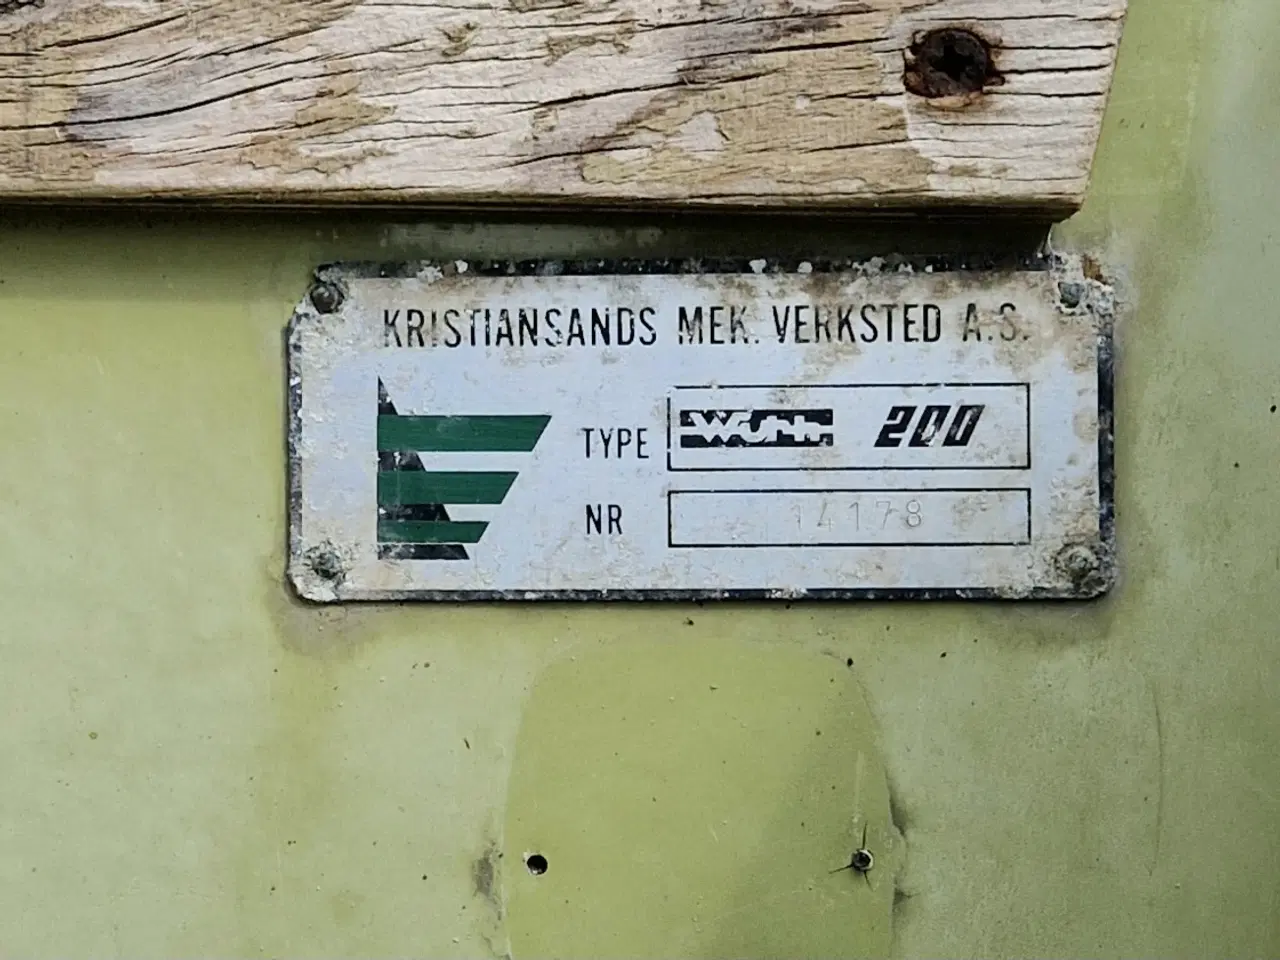 KRISTIANSANDS MEK. VERKSTED A.S.
TYPE 200
NR 14178